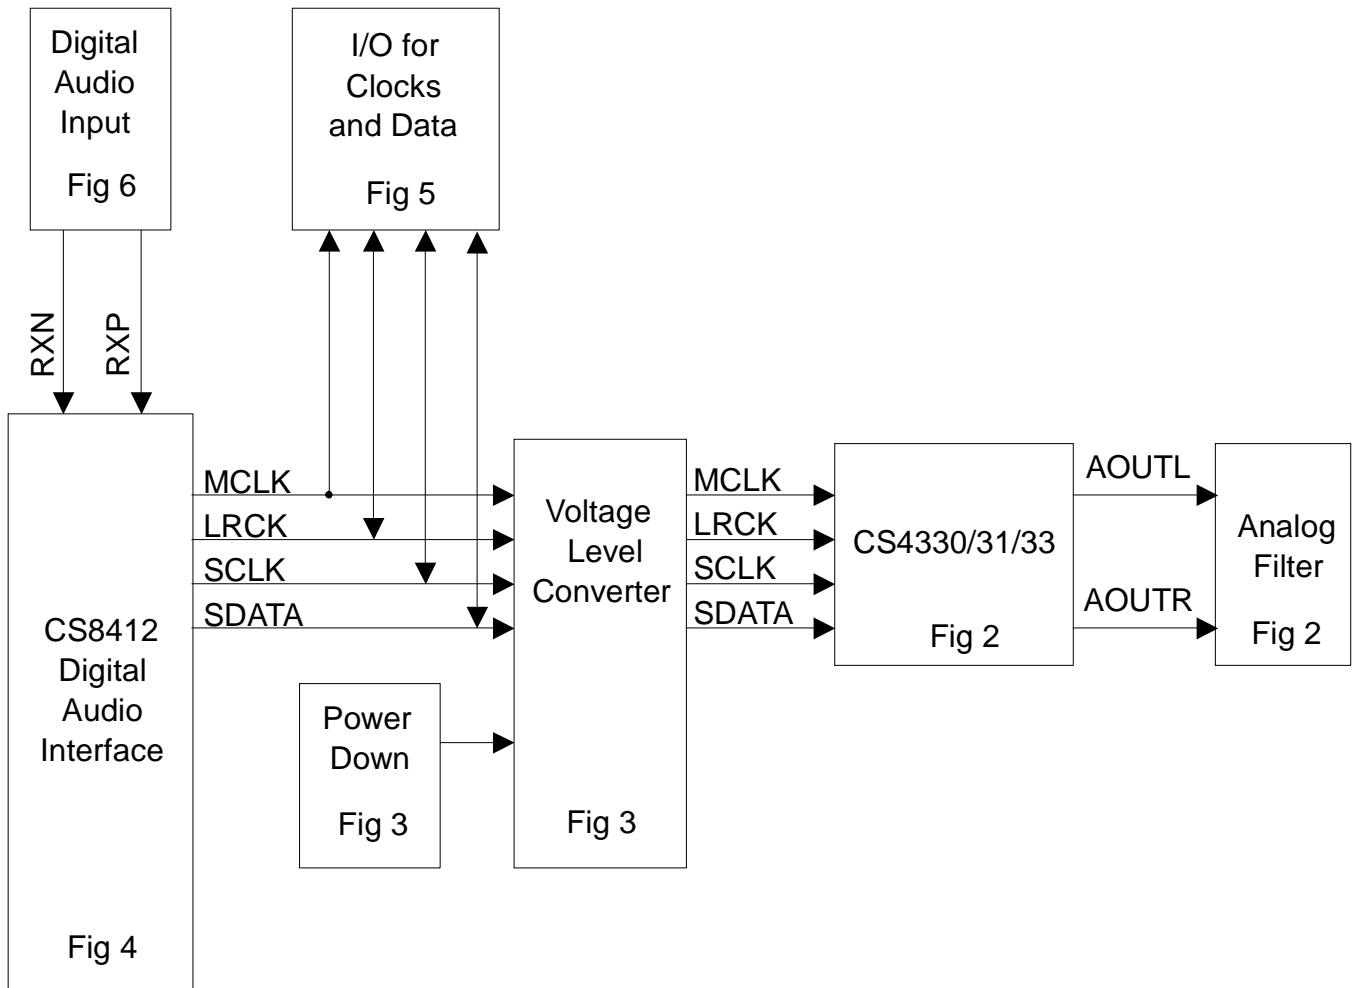 Digital
Audio
Input
Fig 6
I/O for
Clocks
and Data
Fig 5
RXN
RXP
MCLK
LRCK
SCLK
SDATA
CS8412
Digital
Audio
Interface
Fig 4
Power
Down
Fig 3
Voltage
Level
Converter
Fig 3
MCLK
LRCK
SCLK
SDATA
CS4330/31/33
Fig 2
AOUTL
AOUTR
Analog
Filter
Fig 2